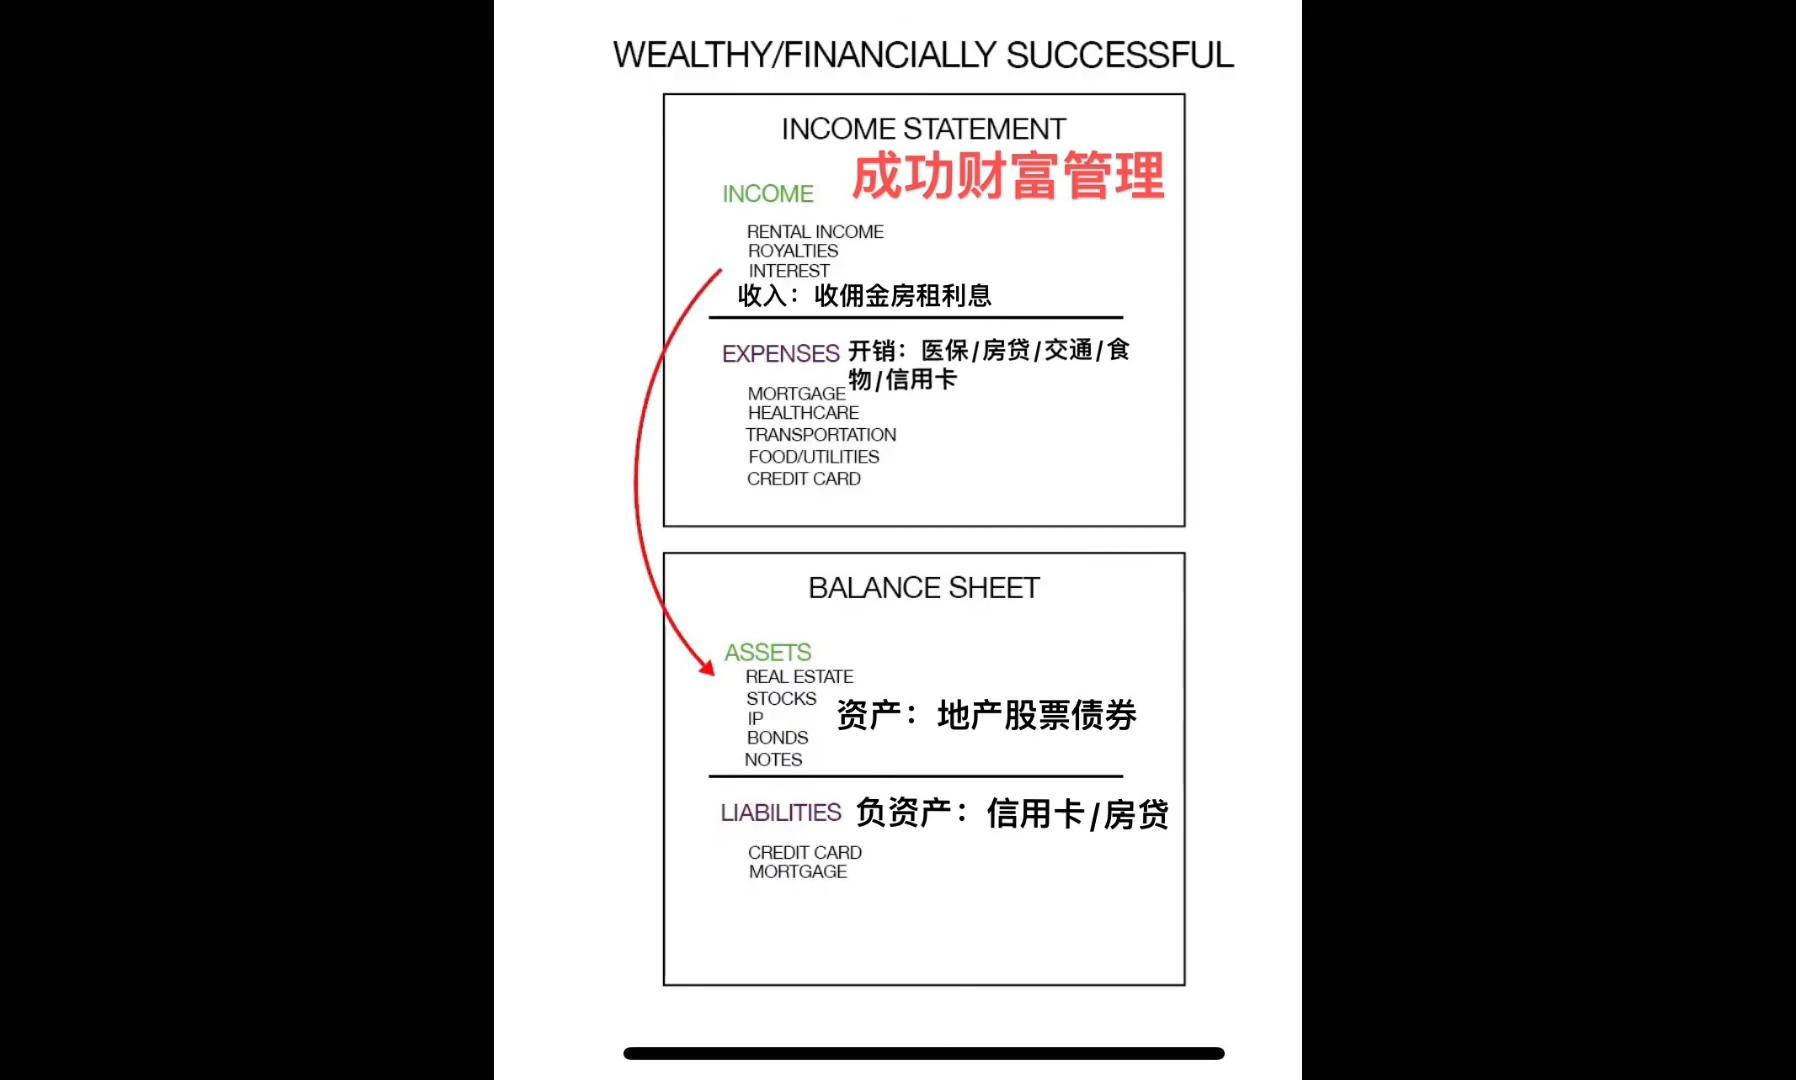 WEALTHY/FINANCIALLY SUCCESSFUL
INCOME STATEMENT
成功财富管理
INCOME
RENTAL INCOME
ROYALTIES
INTEREST
收入：收佣金房租利息
EXPENSES
开销：医保/房贷/交通/食
物/信用卡
MORTGAGE
HEALTHCARE
TRANSPORTATION
FOOD/UTILITIES
CREDIT CARD
BALANCE SHEET
ASSETS
REAL ESTATE
STOCKS
IP
BONDS
NOTES
资产：地产股票债券
LIABILITIES
负资产：信用卡/房贷
CREDIT CARD
MORTGAGE